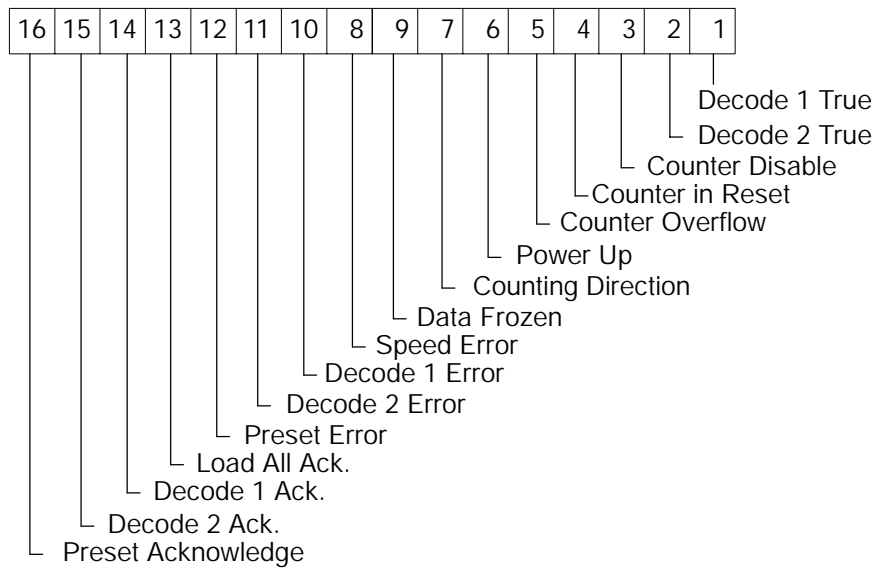 16 15 14 13 12 11 10 8 9 7 6 5 4 3 2 1
Decode 1 True
Decode 2 True
Counter Disable
Counter in Reset
Counter Overflow
Power Up
Counting Direction
Data Frozen
Speed Error
Decode 1 Error
Decode 2 Error
Preset Error
Load All Ack.
Decode 1 Ack.
Decode 2 Ack.
Preset Acknowledge